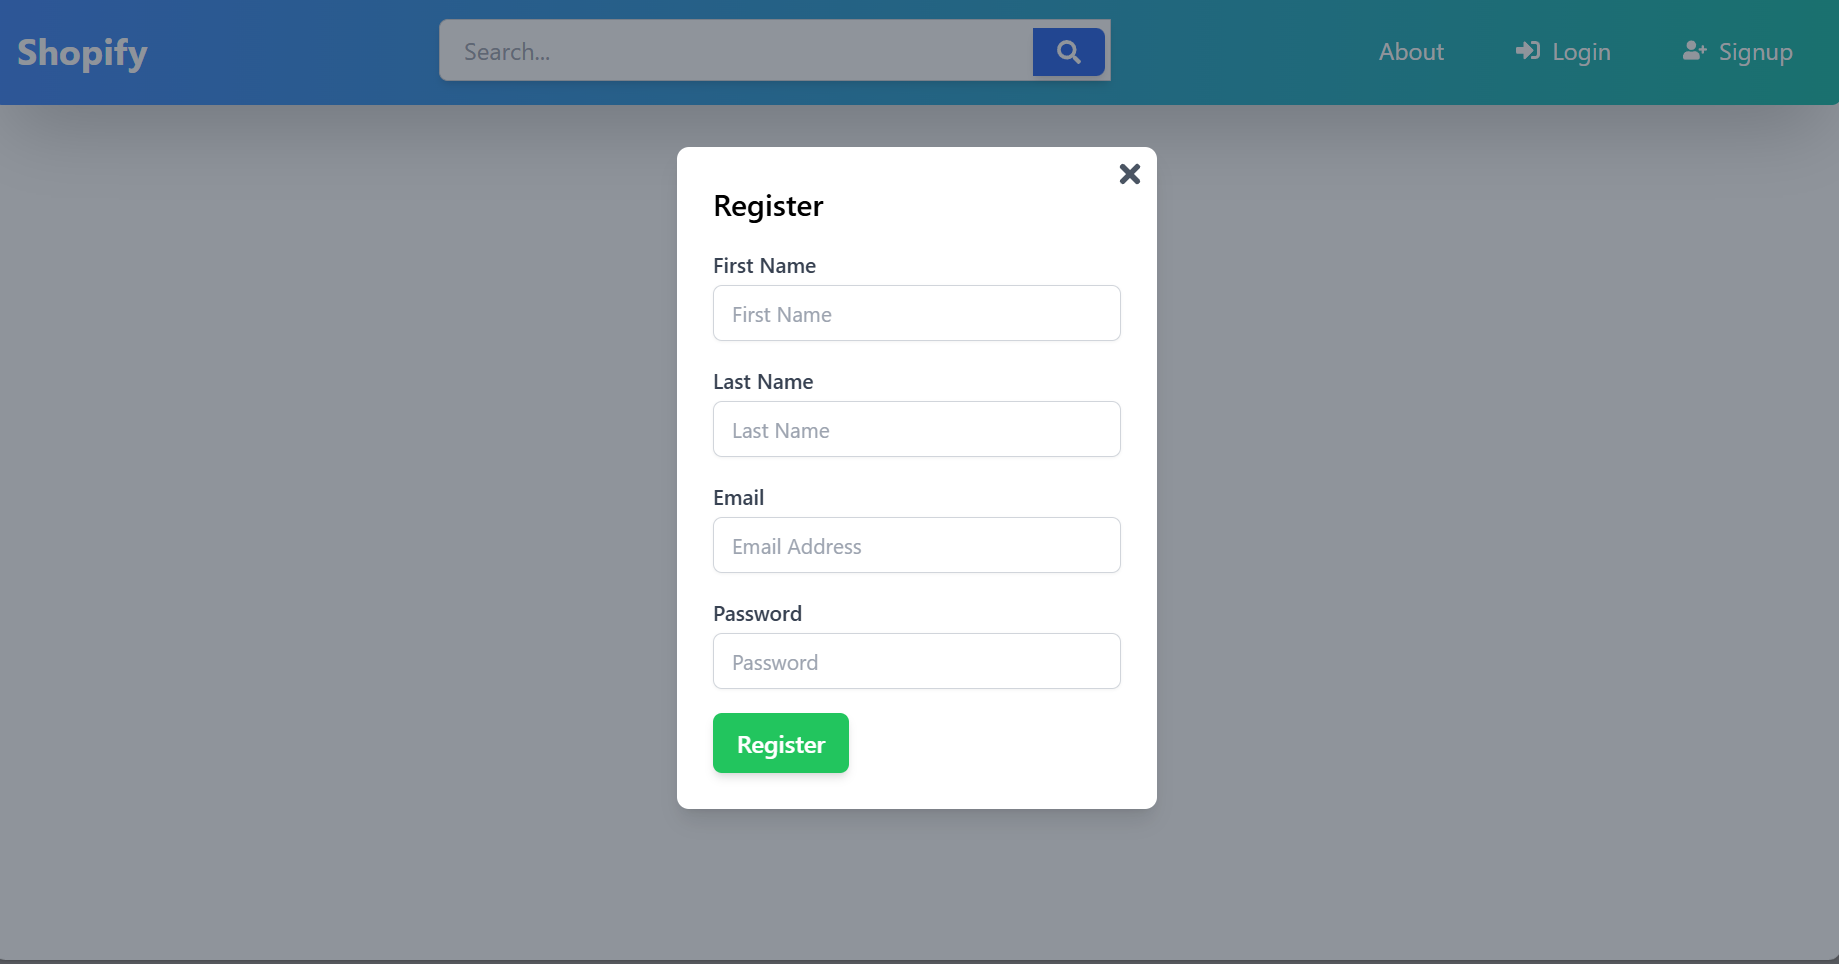 Shopify
Search...
About
Login
Signup
Register
First Name
First Name
Last Name
Last Name
Email
Email Address
Password
Password
Register